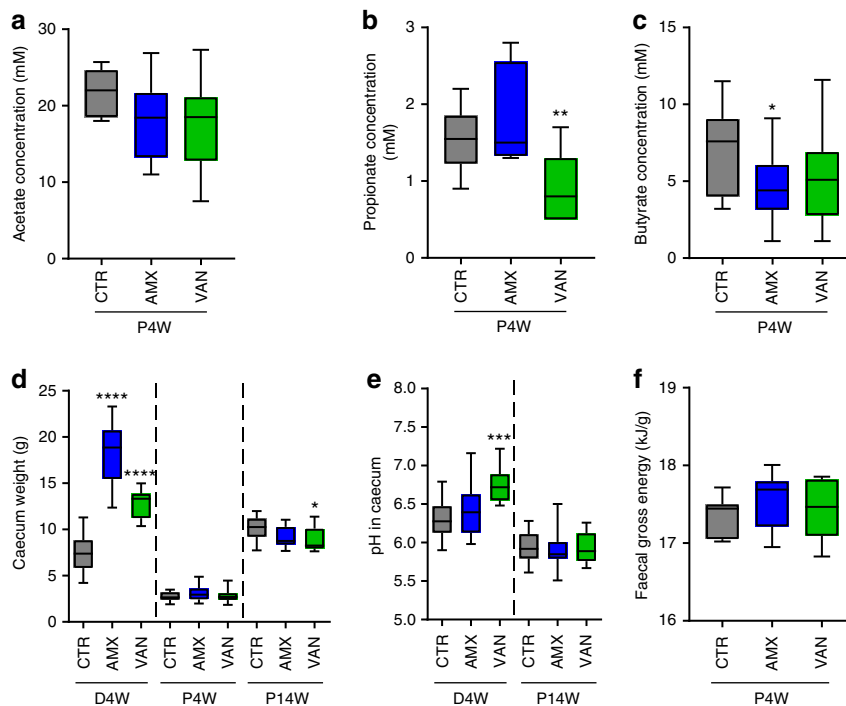 a
Acetate concentration (mM)
30
20
10
0
CTR
AMX
VAN
P4W
b
Propionate concentration
(mM)
3
2
1
0
**
CTR
AMX
VAN
P4W
c
Butyrate concentration (mM)
15
10
5
0
*
CTR
AMX
VAN
P4W
d
Caecum weight (g)
25
20
15
10
5
0
****
****
*
CTR
AMX
VAN
CTR
AMX
VAN
CTR
AMX
VAN
D4W
P4W
P14W
e
pH in caecum
8.0
7.5
7.0
6.5
6.0
5.5
5.0
***
CTR
AMX
VAN
CTR
AMX
VAN
D4W
P14W
f
Faecal gross energy (kJ/g)
19
18
17
16
CTR
AMX
VAN
P4W